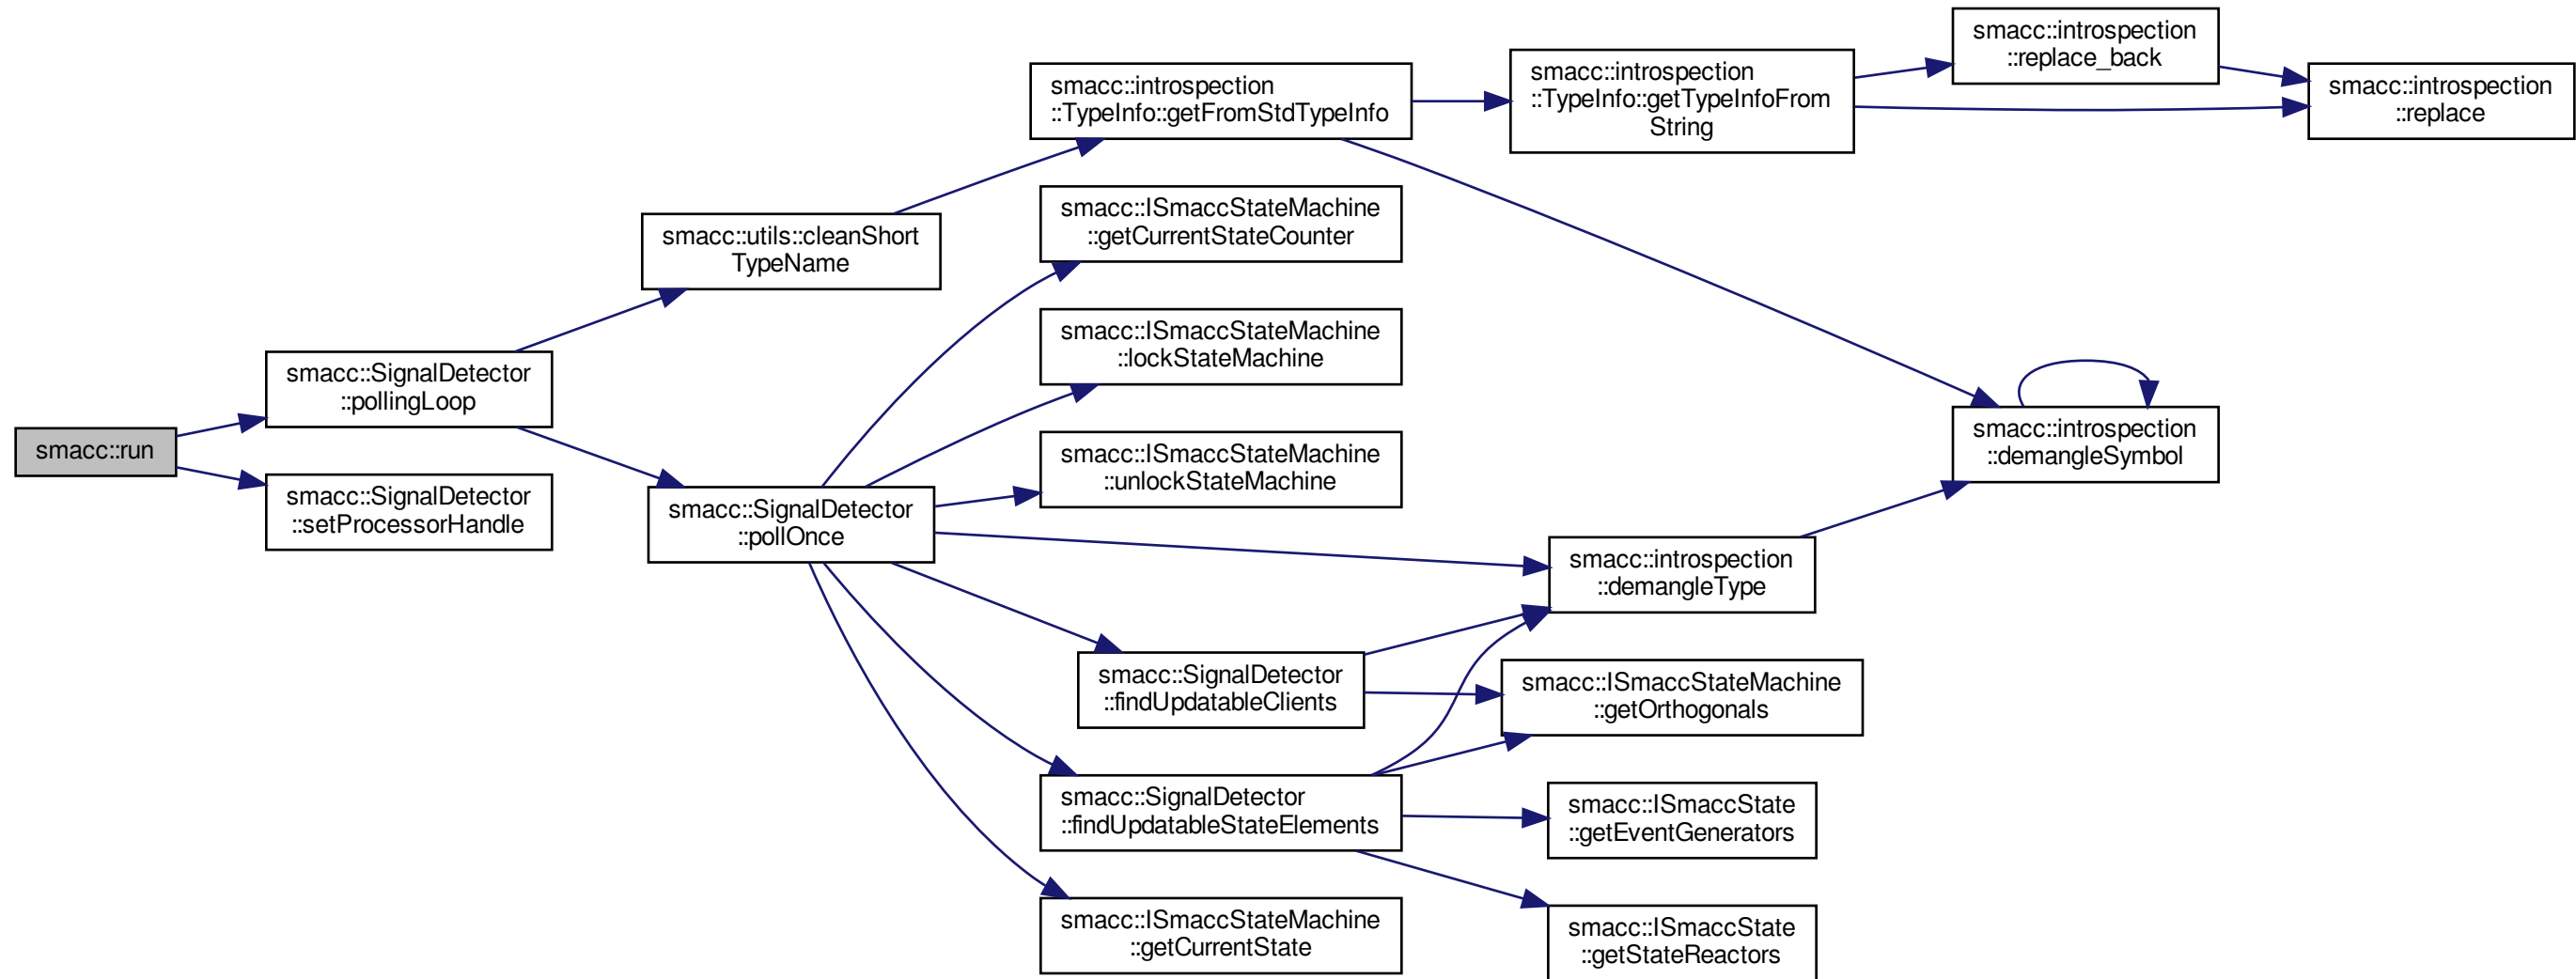 smacc::run
smacc::SignalDetector
::pollingLoop
smacc::SignalDetector
::setProcessorHandle
smacc::utils::cleanShort
TypeName
smacc::SignalDetector
::pollOnce
smacc::introspection
::TypeInfo::getFromStdTypeInfo
smacc::ISmaccStateMachine
::getCurrentStateCounter
smacc::ISmaccStateMachine
::lockStateMachine
smacc::ISmaccStateMachine
::unlockStateMachine
smacc::SignalDetector
::findUpdatableClients
smacc::SignalDetector
::findUpdatableStateElements
smacc::ISmaccStateMachine
::getCurrentState
smacc::introspection
::TypeInfo::getTypeInfoFrom
String
smacc::introspection
::demangleType
smacc::ISmaccStateMachine
::getOrthogonals
smacc::ISmaccState
::getEventGenerators
smacc::ISmaccState
::getStateReactors
smacc::introspection
::replace_back
smacc::introspection
::demangleSymbol
smacc::introspection
::replace